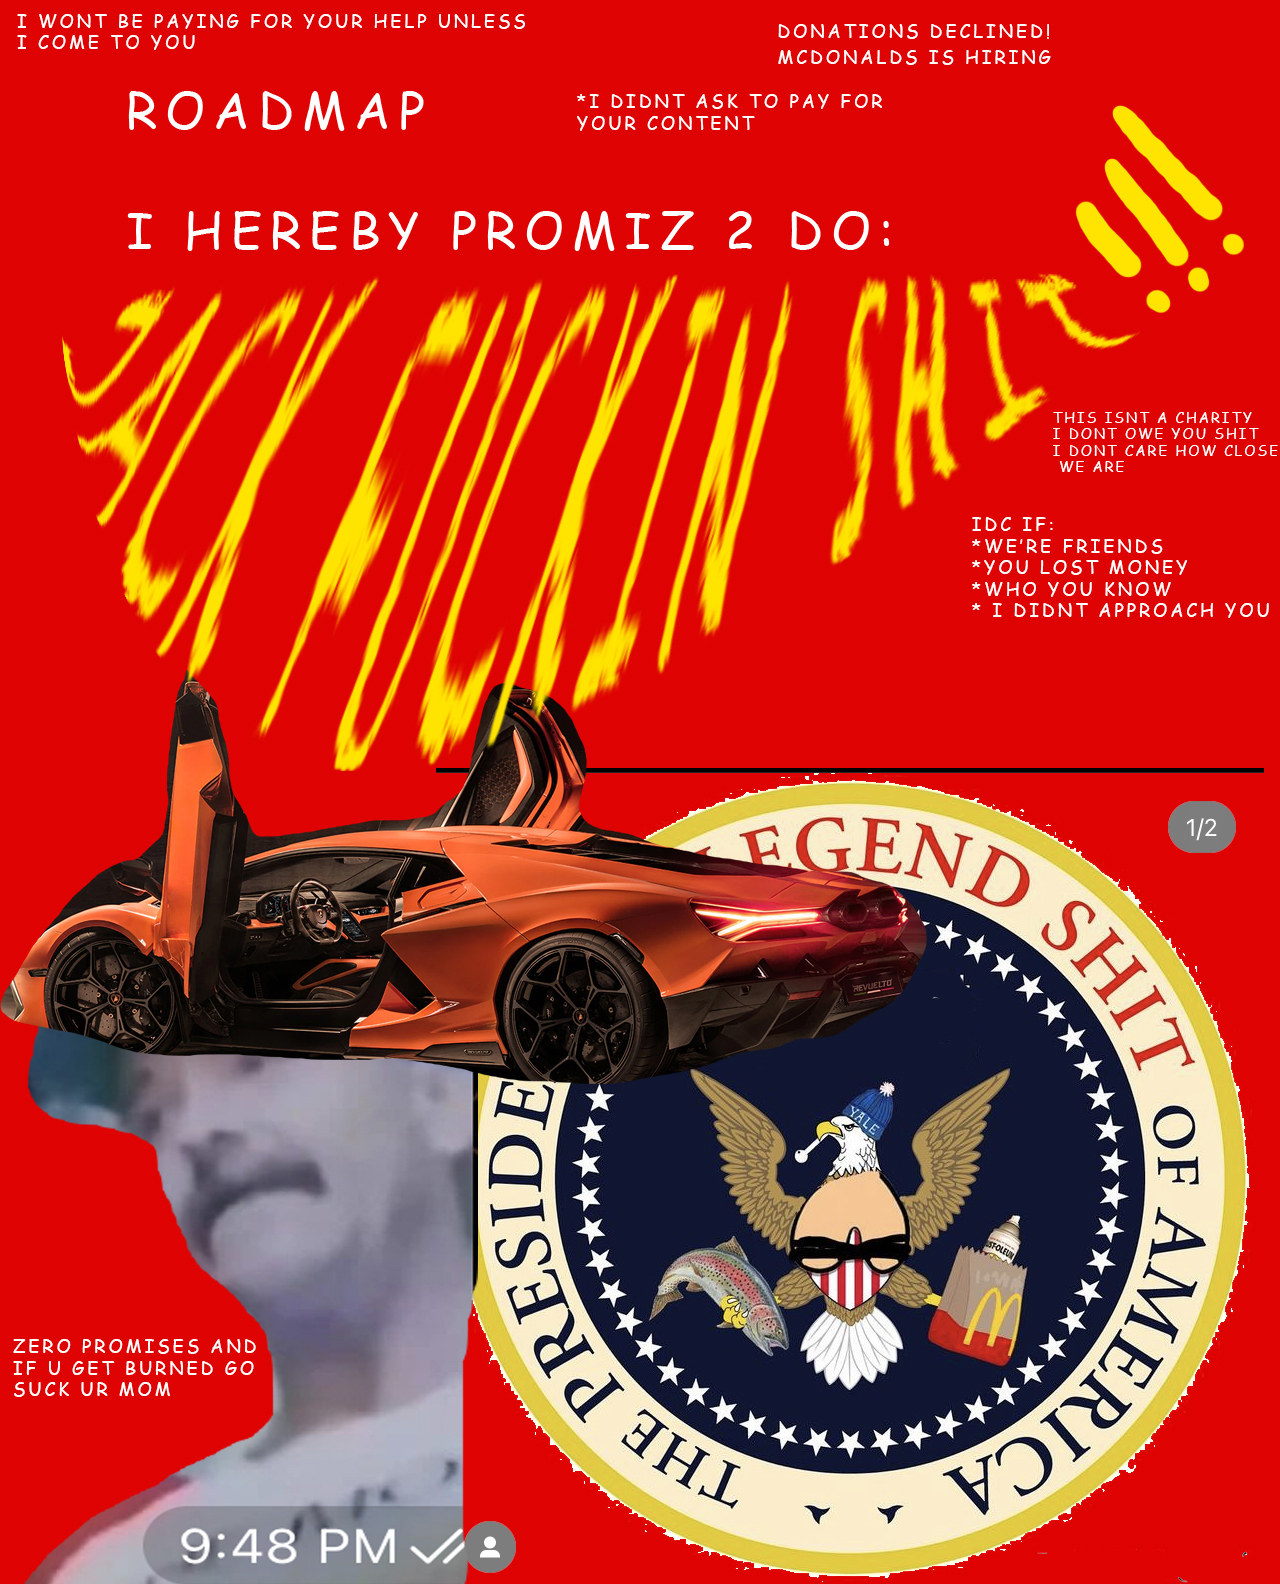 I WONT BE PAYING FOR YOUR HELP UNLESS
I COME TO YOU
DONATIONS DECLINED!
MCDONALDS IS HIRING
ROADMAP
*I DIDNT ASK TO PAY FOR
YOUR CONTENT
I HEREBY PROMIZ 2 DO:
JACK FUCKIN SHIT!!!
THIS ISNT A CHARITY
I DONT OWE YOU SHIT
I DONT CARE HOW CLOSE
WE ARE
IDC IF:
*WE'RE FRIENDS
*YOU LOST MONEY
*WHO YOU KNOW
* I DIDNT APPROACH YOU
1/2
THE PRESIDE
LEGEND SHIT OF AMERICA
REVUELTO
YALE
ZERO PROMISES AND
IF U GET BURNED GO
SUCK UR MOM
9:48 PM